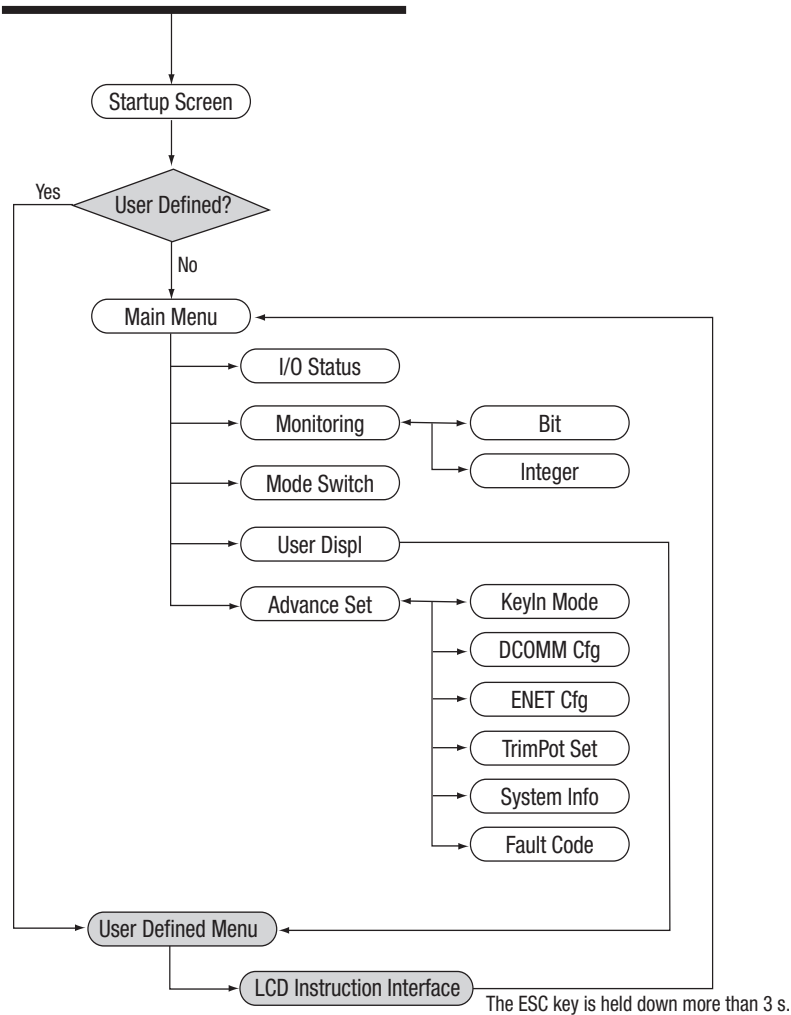 Startup Screen
Yes
User Defined?
No
Main Menu
I/O Status
Monitoring
Bit
Integer
Mode Switch
User Displ
Advance Set
KeyIn Mode
DCOMM Cfg
ENET Cfg
TrimPot Set
System Info
Fault Code
User Defined Menu
LCD Instruction Interface
The ESC key is held down more than 3 s.